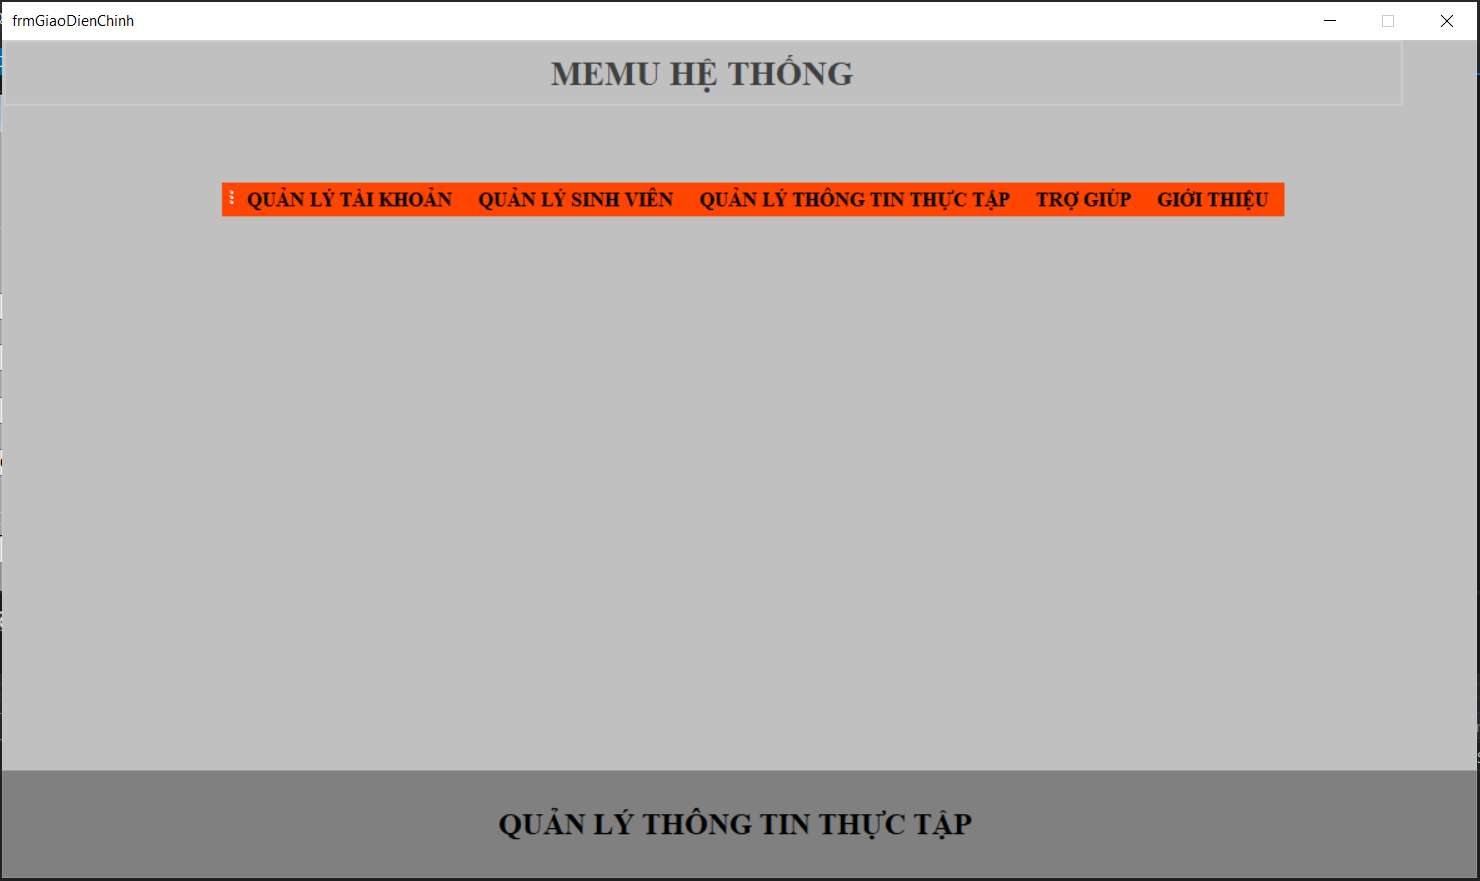 frmGiaoDienChinh
MEMU HỆ THỐNG
QUẢN LÝ TÀI KHOẢN QUẢN LÝ SINH VIÊN QUẢN LÝ THÔNG TIN THỰC TẬP TRỢ GIÚP GIỚI THIỆU
QUẢN LÝ THÔNG TIN THỰC TẬP